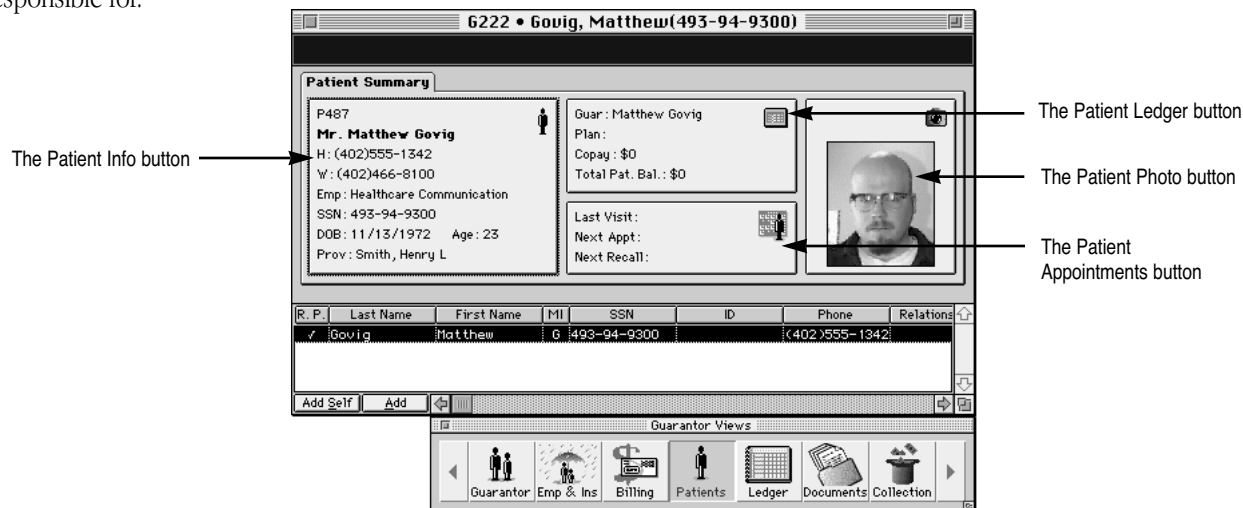 esponsible for.
G222 • Govig, Matthew(493-94-9300)
Patient Summary
P487
Mr. Matthew Govig
H: (402)555-1342
W: (402)466-8100
Emp: Healthcare Communication
SSN: 493-94-9300
DOB: 11/13/1972 Age: 23
Prov: Smith, Henry L
Guar: Matthew Govig
Plan:
Copay: $0
Total Pat. Bal.: $0
Last Visit:
Next Appt:
Next Recall:
The Patient Info button
The Patient Ledger button
The Patient Photo button
The Patient
Appointments button
R. P. Last Name First Name MI SSN ID Phone Relations
✓ Govig Matthew G 493-94-9300 (402)555-1342
Add Self Add
Guarantor Views
Guarantor Emp & Ins Billing Patients Ledger Documents Collection